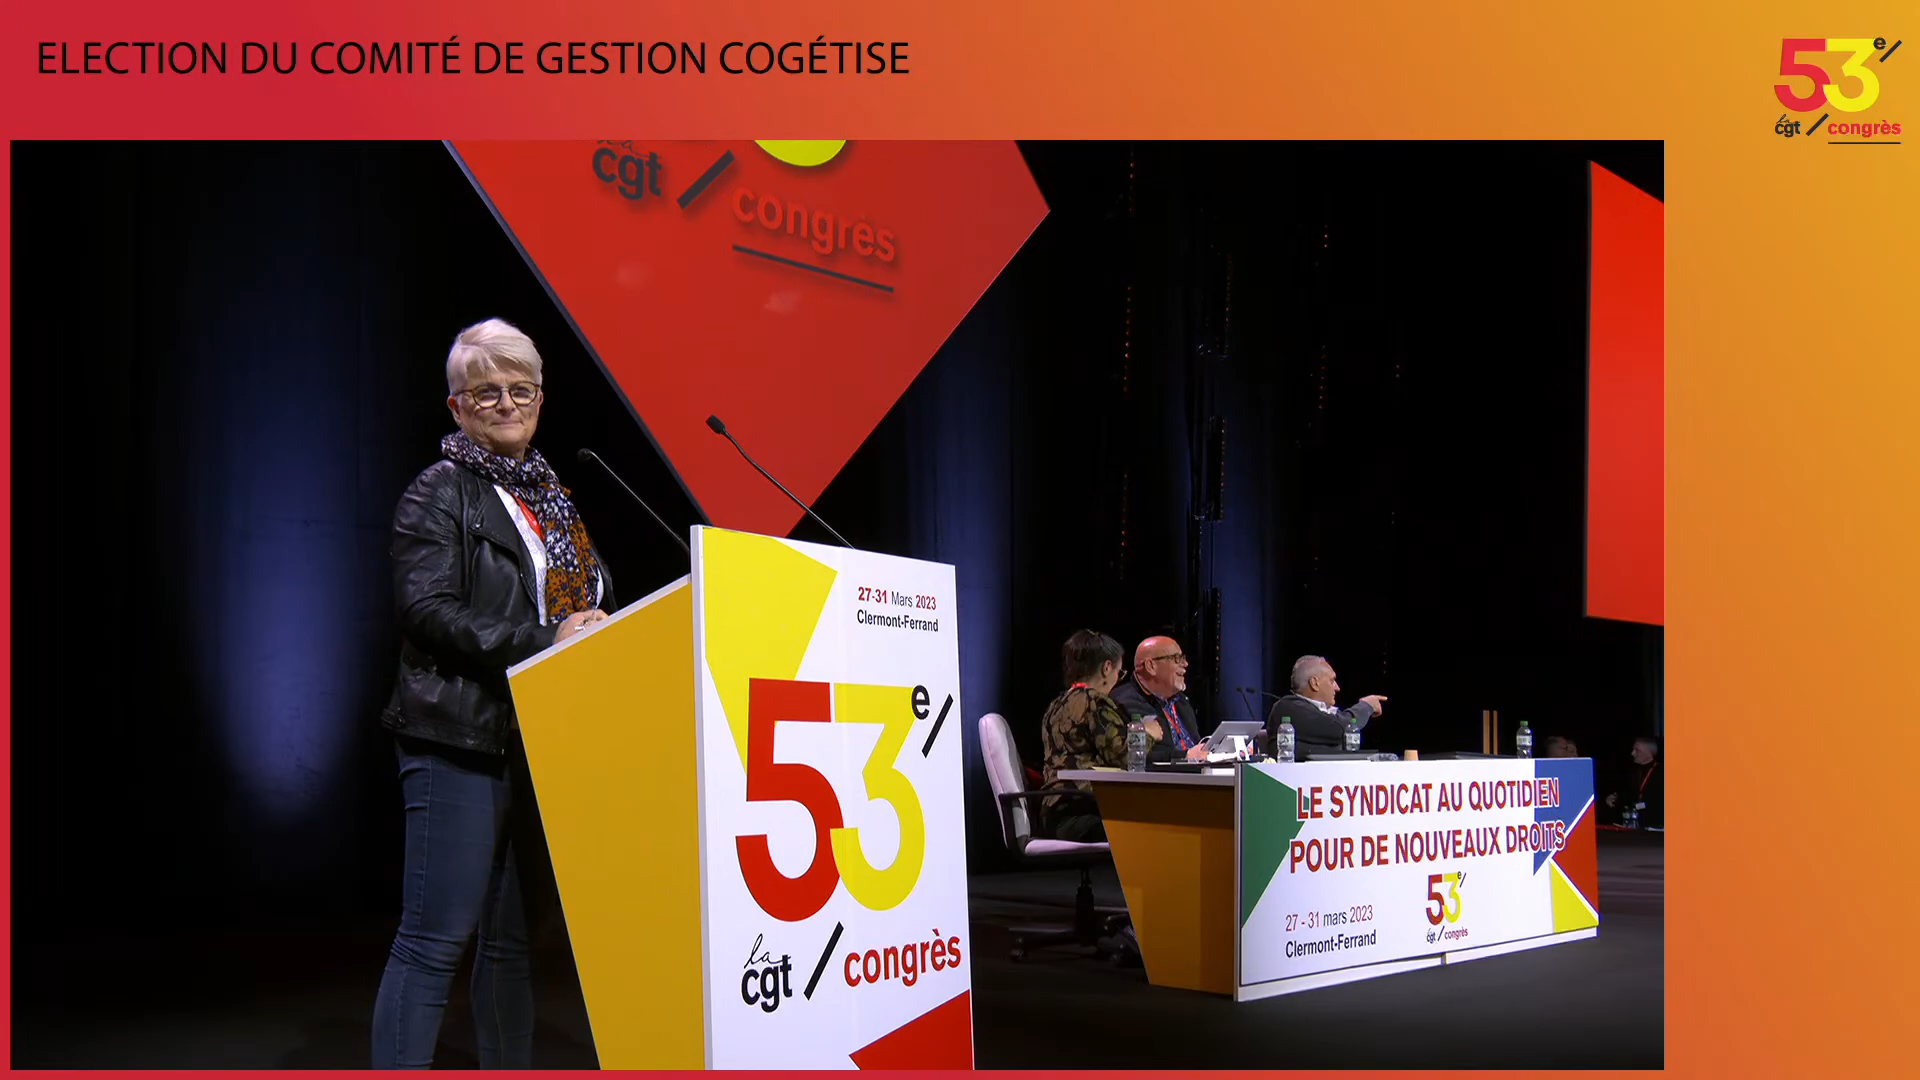 ELECTION DU COMITÉ DE GESTION COGÉTISE
53e/
la cgt / congrès
la cgt / congrès
27-31 Mars 2023
Clermont-Ferrand
53e/
la cgt / congrès
LE SYNDICAT AU QUOTIDIEN
POUR DE NOUVEAUX DROITS
53e/
la cgt / congrès
27 - 31 mars 2023
Clermont-Ferrand